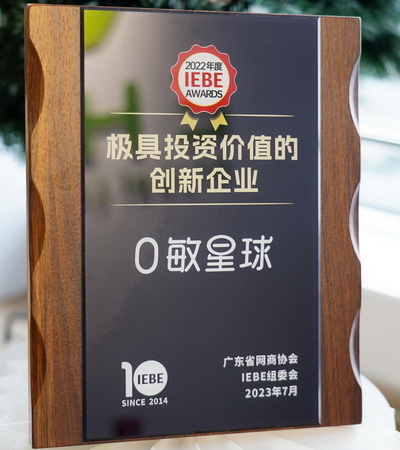 2022年度
IEBE
AWARDS
极具投资价值的
创新企业
0敏星球
10 IEBE
SINCE 2014
广东省网商协会
IEBE组委会
2023年7月